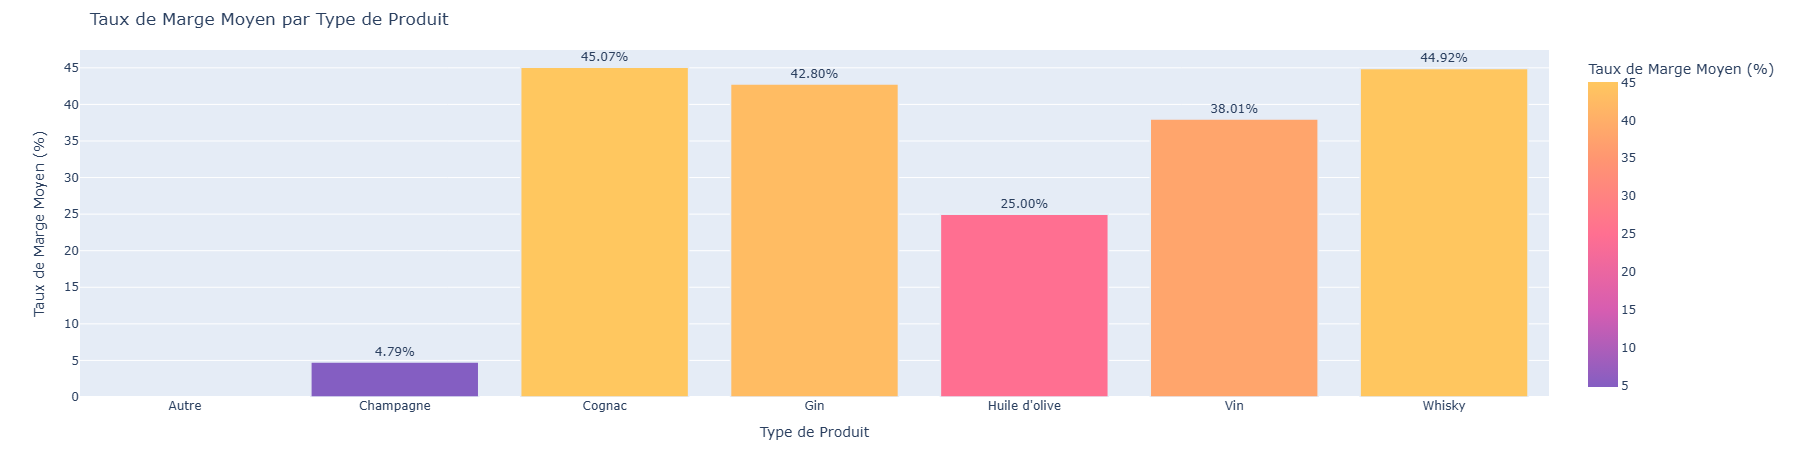 Taux de Marge Moyen par Type de Produit
Taux de Marge Moyen (%)
45
40
35
30
25
20
15
10
5
0
45.07%
44.92%
42.80%
38.01%
25.00%
4.79%
Autre
Champagne
Cognac
Gin
Huile d'olive
Vin
Whisky
Type de Produit
Taux de Marge Moyen (%)
45
40
35
30
25
20
15
10
5